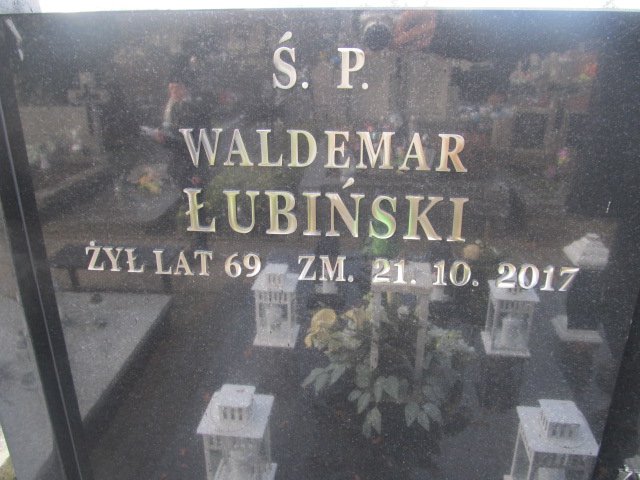 Ś. P.
WALDEMAR
ŁUBIŃSKI
ŻYŁ LAT 69 ZM. 21. 10. 2017